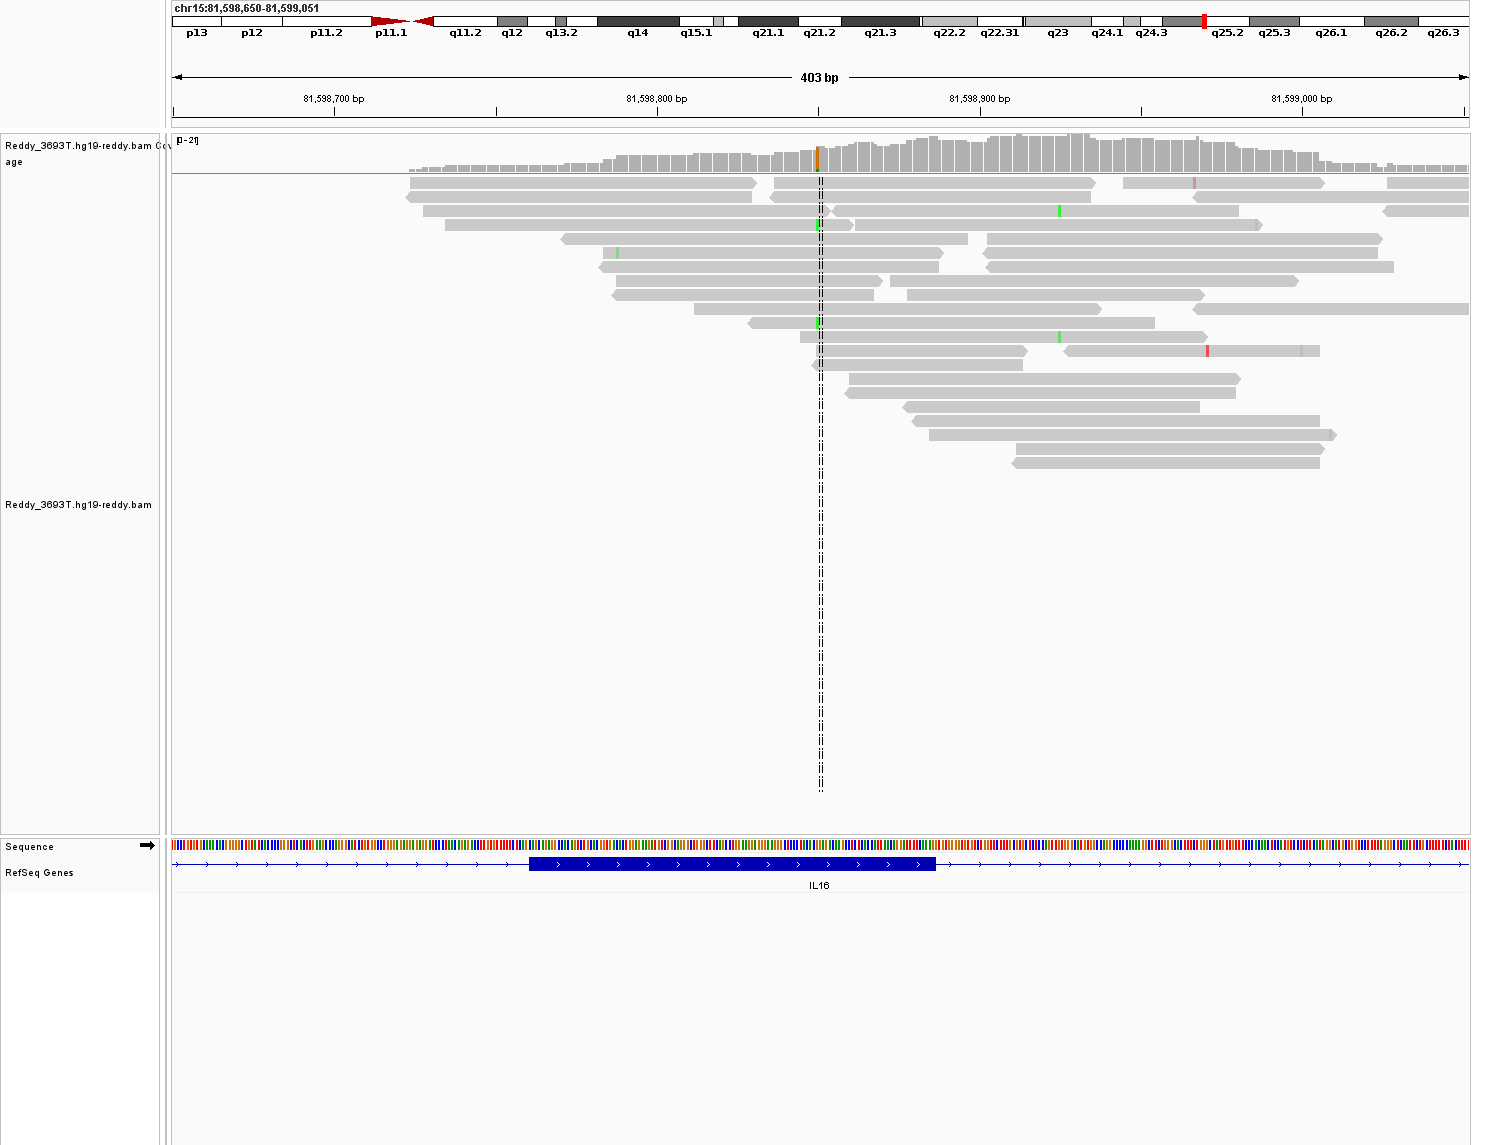 chr15:81,598,650-81,599,051
p13 p12 p11.2 p11.1 q11.2 q12 q13.2 q14 q15.1 q21.1 q21.2 q21.3 q22.2 q22.31 q23 q24.1 q24.3 q25.2 q25.3 q26.1 q26.2 q26.3
403 bp
81,598,700 bp 81,598,800 bp 81,598,900 bp 81,599,000 bp
Reddy_3693T.hg19-reddy.bam Cov
age
[0-21]
Reddy_3693T.hg19-reddy.bam
Sequence
RefSeq Genes
IL16